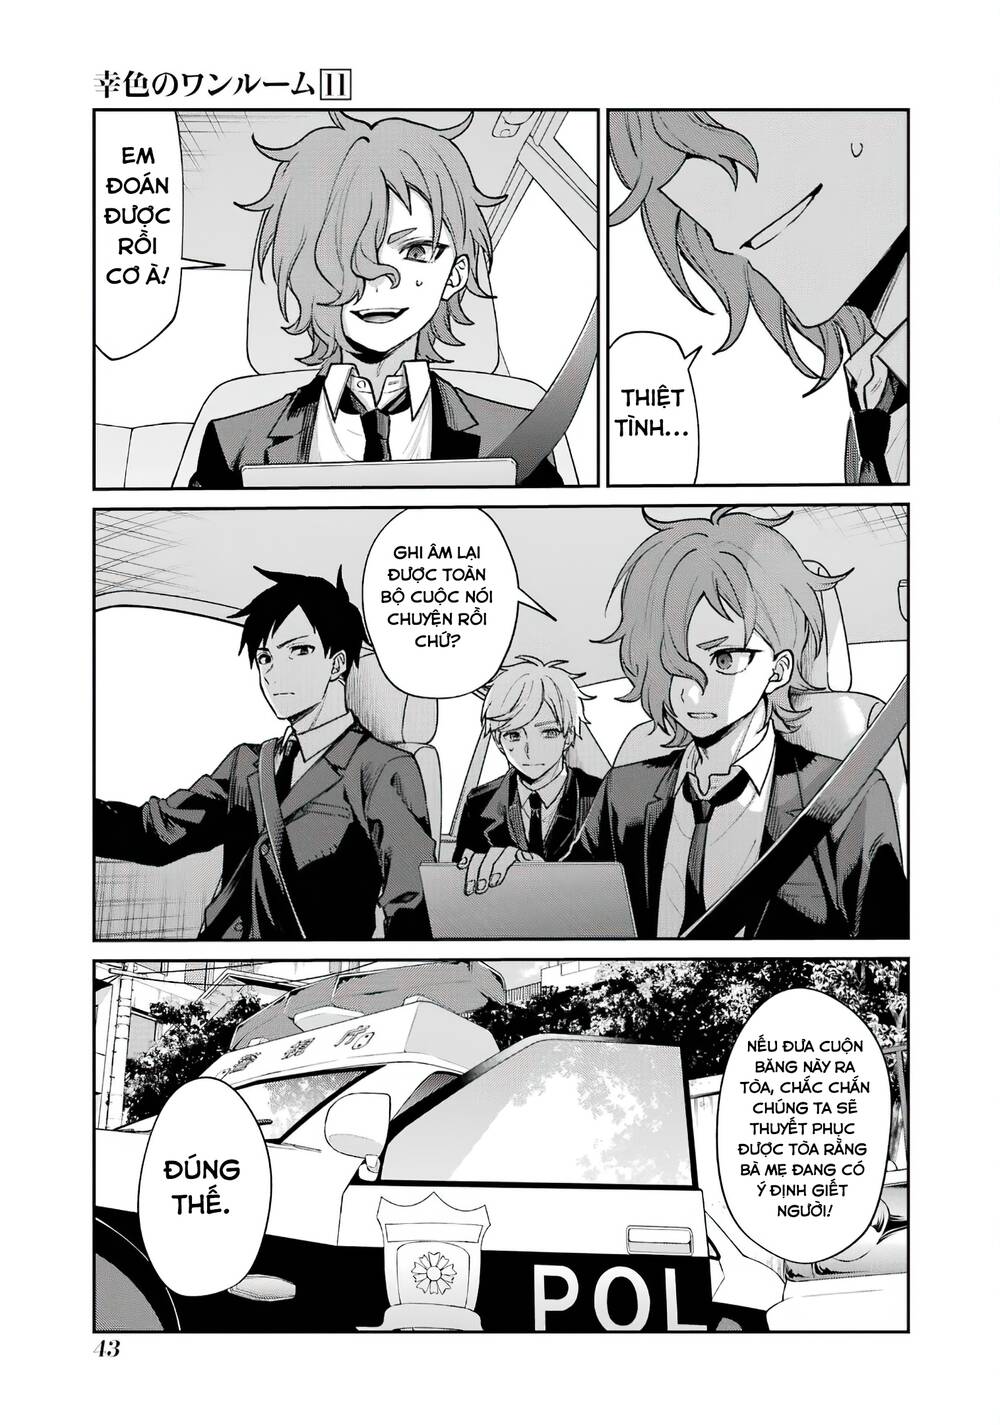 幸色のワンルーム 11
THIỆT
TÌNH...
EM
ĐOÁN
ĐƯỢC
RỒI
CƠ À!
GHI ÂM LẠI
ĐƯỢC TOÀN
BỘ CUỘC NÓI
CHUYỆN RỒI
CHỨ?
NẾU ĐƯA CUỘN
BĂNG NÀY RA
TÒA, CHẮC CHẮN
CHÚNG TA SẼ
THUYẾT PHỤC
ĐƯỢC TÒA RẰNG
BÀ MẸ ĐANG CÓ
Ý ĐỊNH GIẾT
NGƯỜI!
ĐÚNG
THẾ.
POL
43